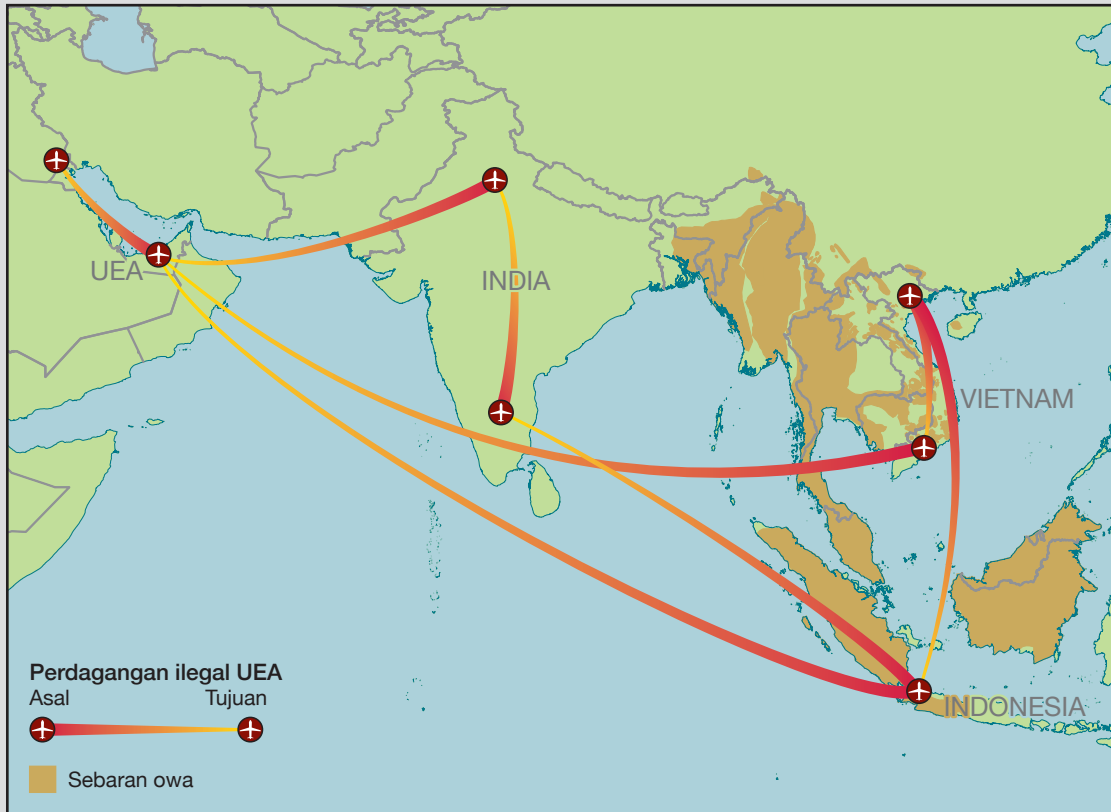 UEA
INDIA
VIETNAM
INDONESIA
Perdagangan ilegal UEA
Asal Tujuan
Sebaran owa